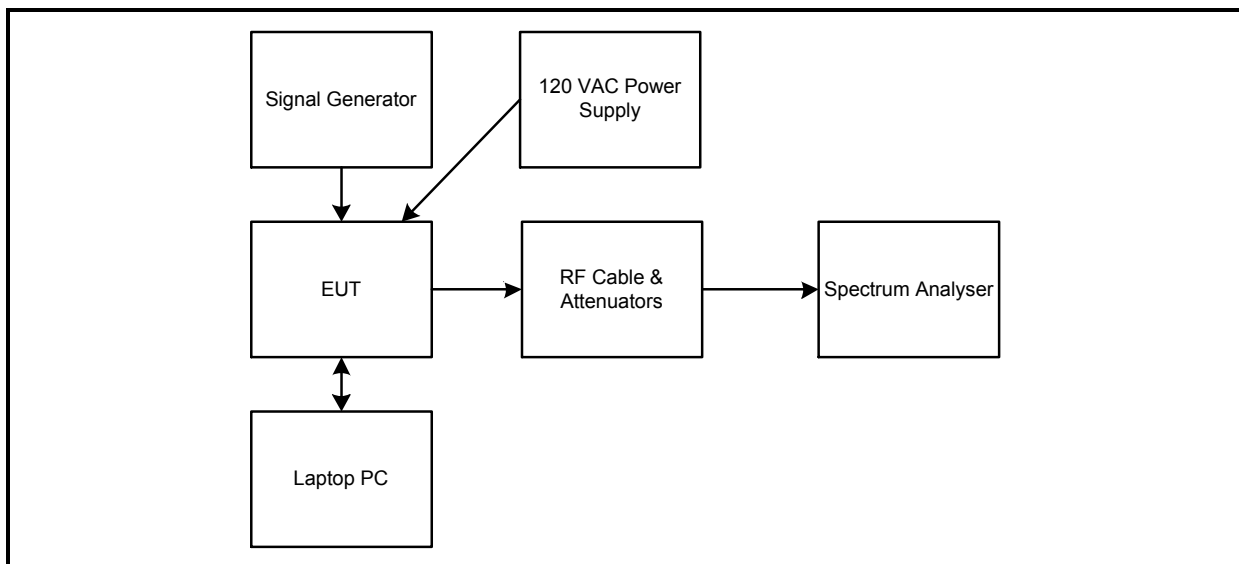 Signal Generator
120 VAC Power
Supply
EUT
RF Cable &
Attenuators
Spectrum Analyser
Laptop PC